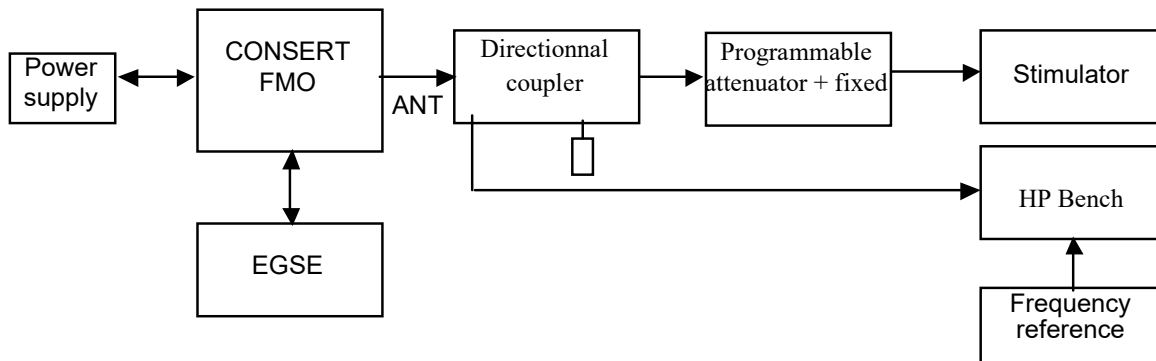 Power
supply
CONSERT
FMO
ANT
Directionnal
coupler
Programmable
attenuator + fixed
Stimulator
HP Bench
EGSE
Frequency
reference